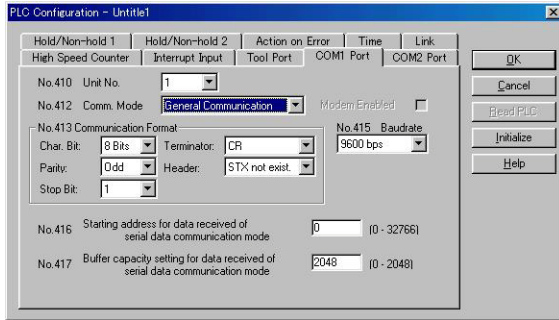 PLC Configuration - Untitle1
Hold/Non-hold 1 Hold/Non-hold 2 Action on Error Time Link
High Speed Counter Interrupt Input Tool Port COM1 Port COM2 Port
No.410 Unit No. 1
No.412 Comm. Mode General Communication Modem Enabled
No.413 Communication Format
Char. Bit: 8 Bits Terminator: CR
Parity: Odd Header: STX not exist.
Stop Bit: 1
No.415 Baudrate
9600 bps
No.416 Starting address for data received of
serial data communication mode
0 (0 - 32766)
No.417 Buffer capacity setting for data received of
serial data communication mode
2048 (0 - 2048)
OK
Cancel
Read PLC
Initialize
Help